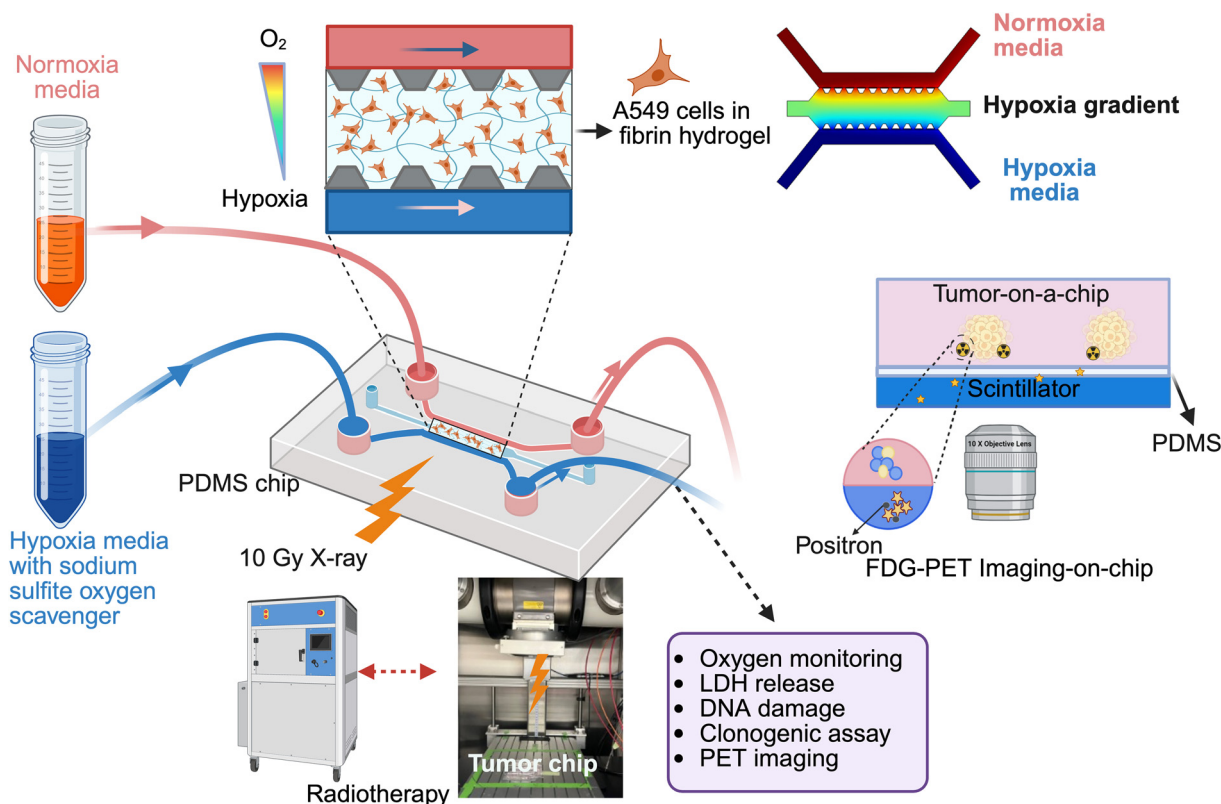 O₂
Normoxia
media
Hypoxia
A549 cells in
fibrin hydrogel
Normoxia
media
Hypoxia gradient
Hypoxia
media
Hypoxia media
with sodium
sulfite oxygen
scavenger
PDMS chip
10 Gy X-ray
Tumor-on-a-chip
Scintillator
PDMS
10 X Objective Lens
Positron
FDG-PET Imaging-on-chip
Radiotherapy
Tumor chip
• Oxygen monitoring
• LDH release
• DNA damage
• Clonogenic assay
• PET imaging